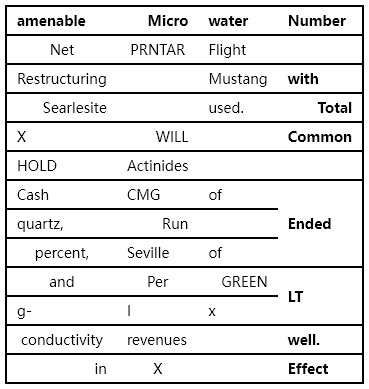 amenable Micro water Number
Net PRNTAR Flight
Restructuring Mustang with
Searlesite used. Total
X WILL Common
HOLD Actinides
Cash CMG of
quartz, Run Ended
percent, Seville of
and Per GREEN
g- l x LT
conductivity revenues well.
in X Effect